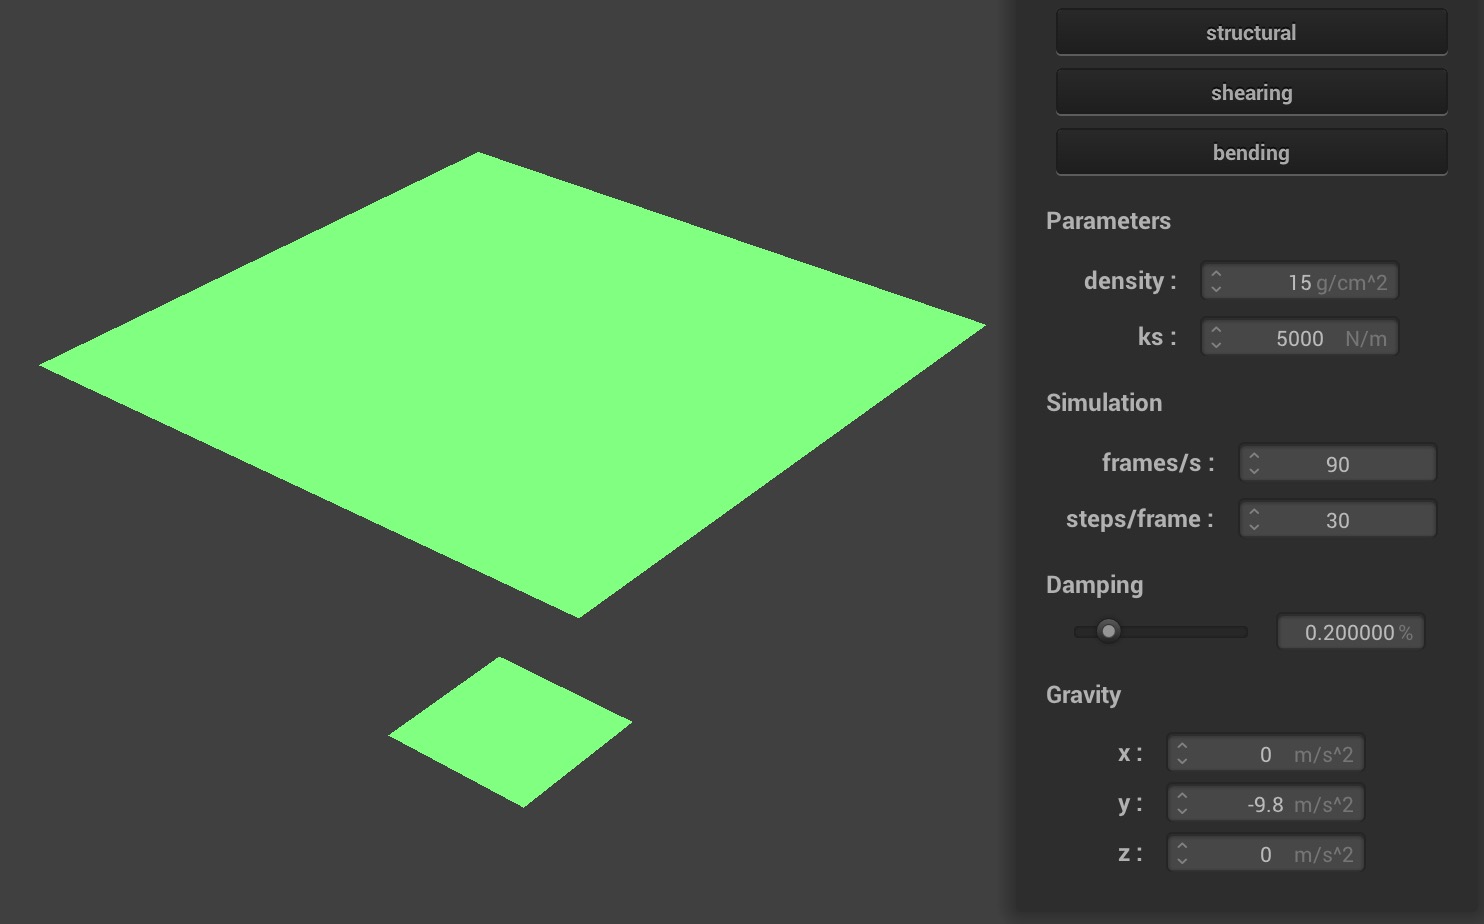 structural
shearing
bending
Parameters
density : 15 g/cm^2
ks : 5000 N/m
Simulation
frames/s : 90
steps/frame : 30
Damping
0.200000 %
Gravity
x : 0 m/s^2
y : -9.8 m/s^2
z : 0 m/s^2